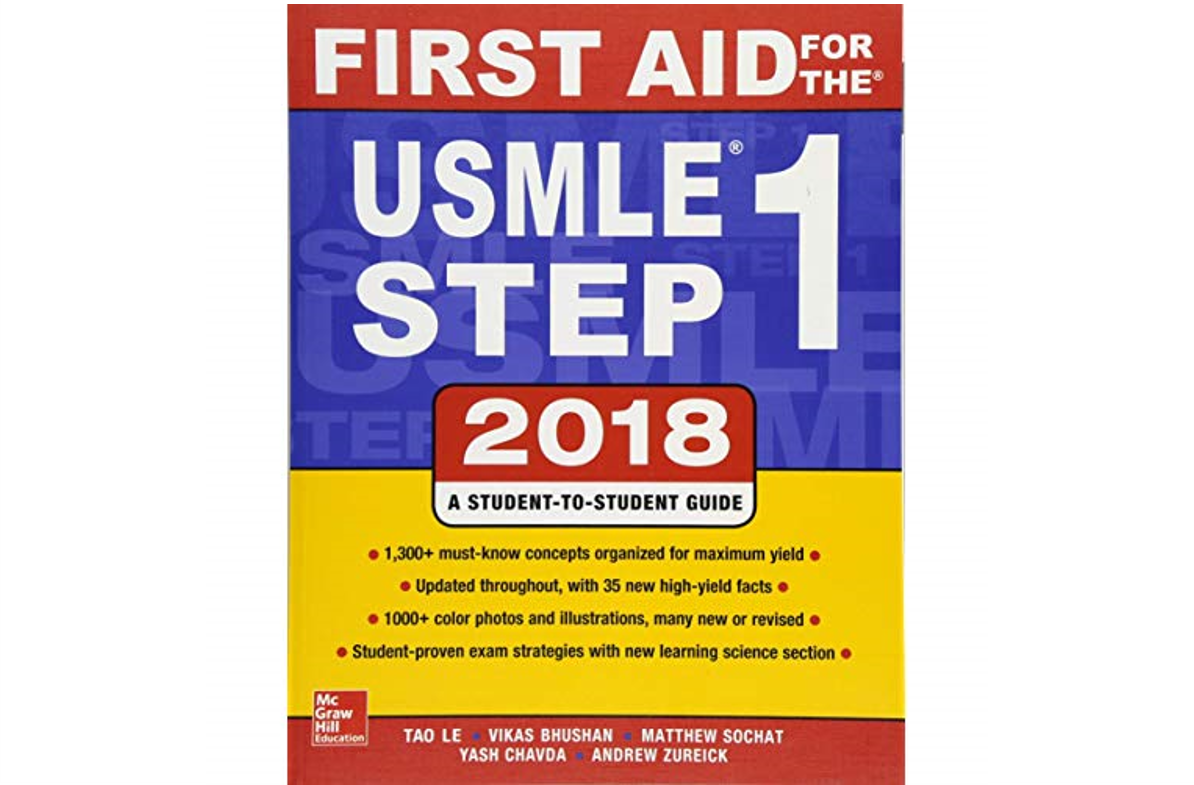 FIRST AID FOR THE®
USMLE® 1
STEP
2018
A STUDENT-TO-STUDENT GUIDE
• 1,300+ must-know concepts organized for maximum yield •
• Updated throughout, with 35 new high-yield facts •
• 1000+ color photos and illustrations, many new or revised •
• Student-proven exam strategies with new learning science section •
Mc
Graw
Hill
Education
TAO LE • VIKAS BHUSHAN • MATTHEW SOCHAT
YASH CHAVDA • ANDREW ZUREICK